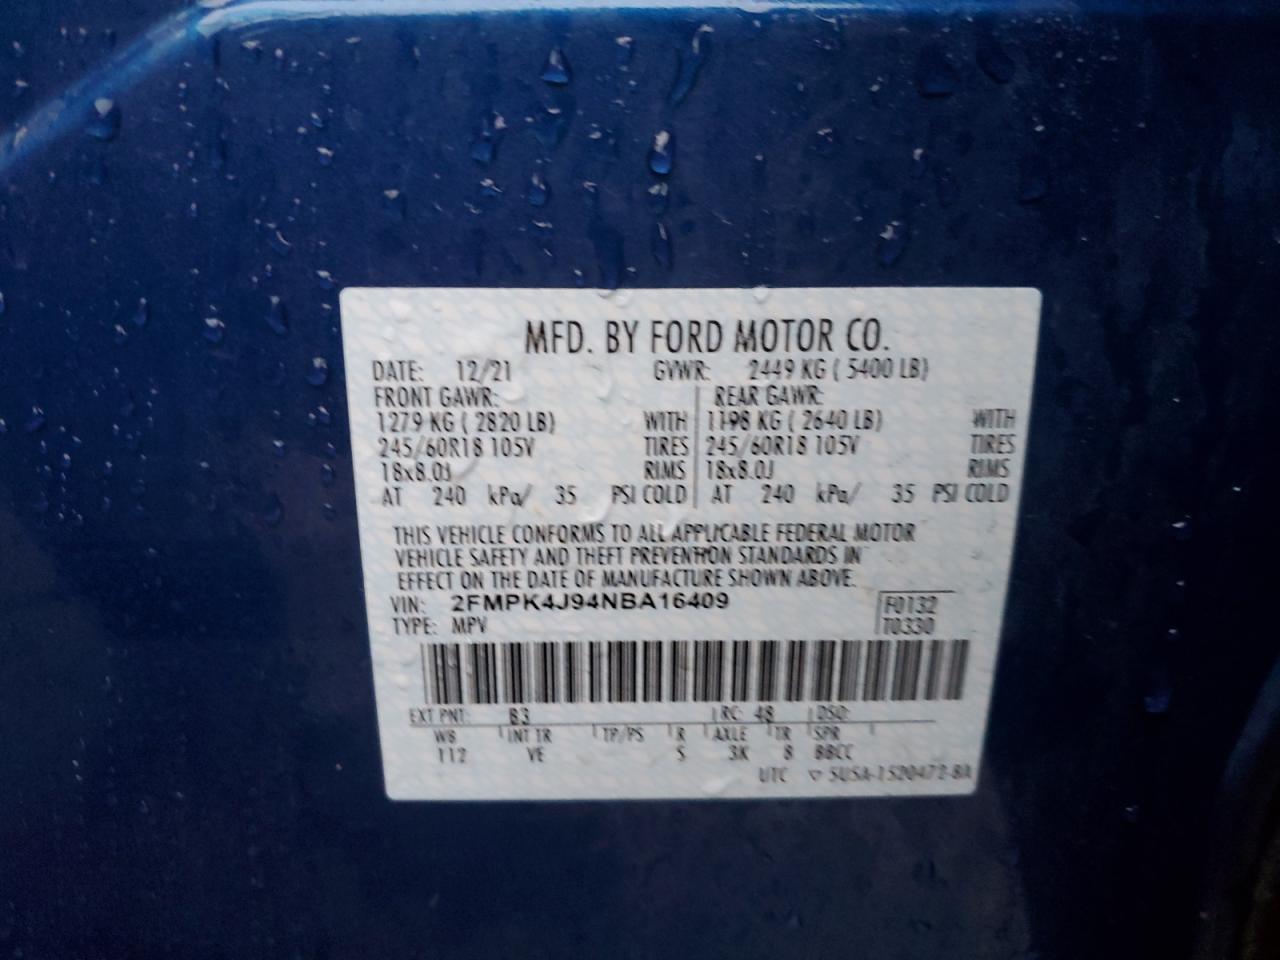 MFD. BY FORD MOTOR CO.
DATE: 12/21 GVWR: 2449 KG ( 5400 LB)
FRONT GAWR: REAR GAWR:
1279 KG ( 2820 LB) WITH 1198 KG ( 2640 LB) WITH
245/60R18 105V TIRES 245/60R18 105V TIRES
18x8.0J RIMS 18x8.0J RIMS
AT 240 kPa/ 35 PSI COLD AT 240 kPa/ 35 PSI COLD
THIS VEHICLE CONFORMS TO ALL APPLICABLE FEDERAL MOTOR
VEHICLE SAFETY AND THEFT PREVENTION STANDARDS IN
EFFECT ON THE DATE OF MANUFACTURE SHOWN ABOVE.
VIN: 2FMPK4J94NBA16409 F0132
TYPE: MPV T0330
EXT PNT: B3 RC: 48 DSO:
WB INT TR TP/PS R AXLE TR SPR
112 VE S 3K 8 BBCC
UTC ▽ 5U5A-1520472-BA